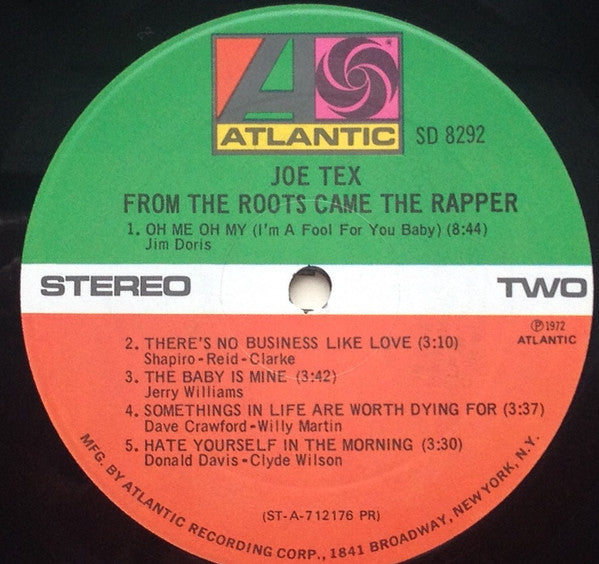 ATLANTIC
SD 8292
JOE TEX
FROM THE ROOTS CAME THE RAPPER
1. OH ME OH MY (I'm A Fool For You Baby) (8:44)
Jim Doris
STEREO
TWO
Ⓟ1972
ATLANTIC
2. THERE'S NO BUSINESS LIKE LOVE (3:10)
Shapiro-Reid-Clarke
3. THE BABY IS MINE (3:42)
Jerry Williams
4. SOMETHINGS IN LIFE ARE WORTH DYING FOR (3:37)
Dave Crawford-Willy Martin
5. HATE YOURSELF IN THE MORNING (3:30)
Donald Davis-Clyde Wilson
(ST-A-712176 PR)
MFG. BY ATLANTIC RECORDING CORP., 1841 BROADWAY, NEW YORK, N.Y.